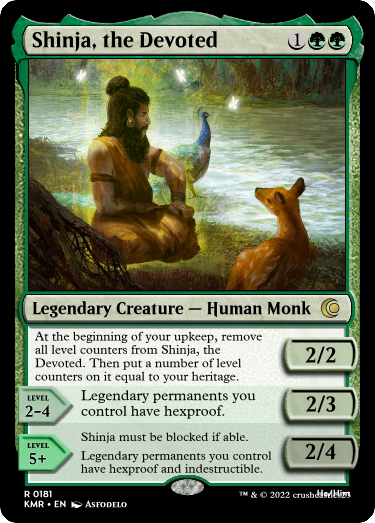 Shinja, the Devoted 1
Legendary Creature — Human Monk
At the beginning of your upkeep, remove
all level counters from Shinja, the
Devoted. Then put a number of level
counters on it equal to your heritage.
2/2
LEVEL
2-4
Legendary permanents you
control have hexproof.
2/3
LEVEL
5+
Shinja must be blocked if able.
Legendary permanents you
control have hexproof and indestructible.
2/4
R 0181
KMR • EN Asfodelo
™ & © 2022
He/Him